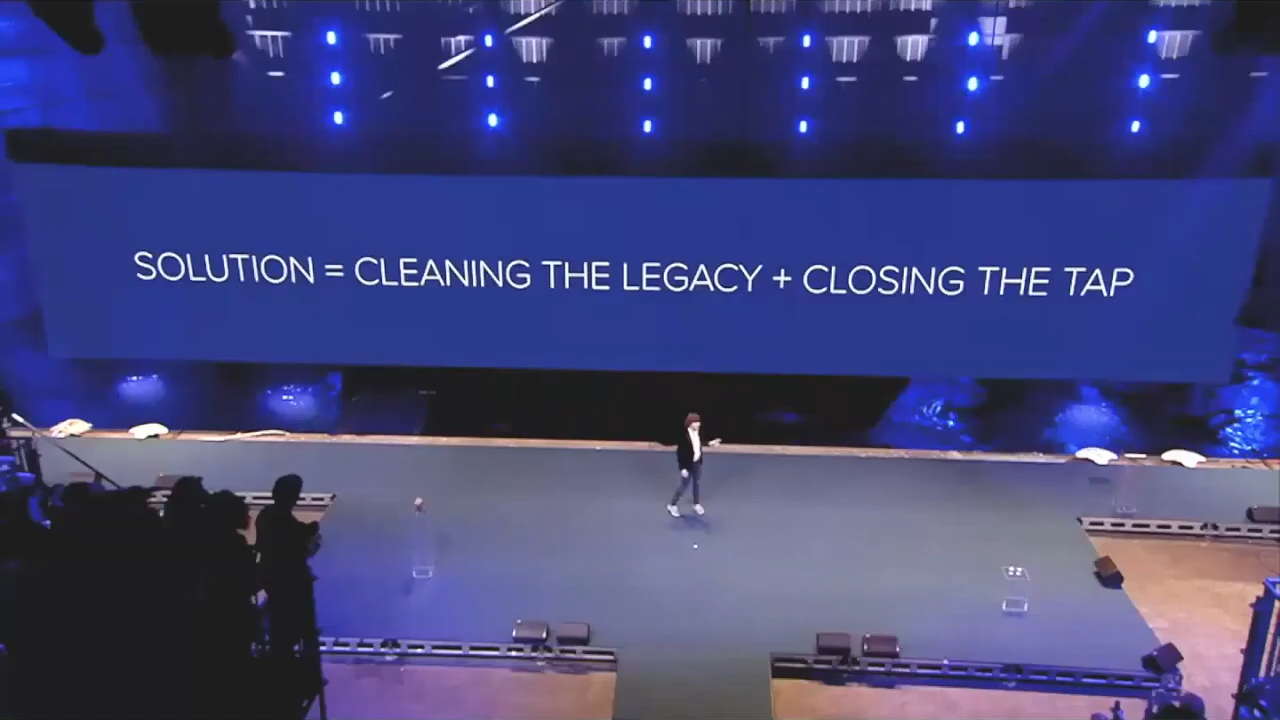 SOLUTION = CLEANING THE LEGACY + CLOSING THE TAP